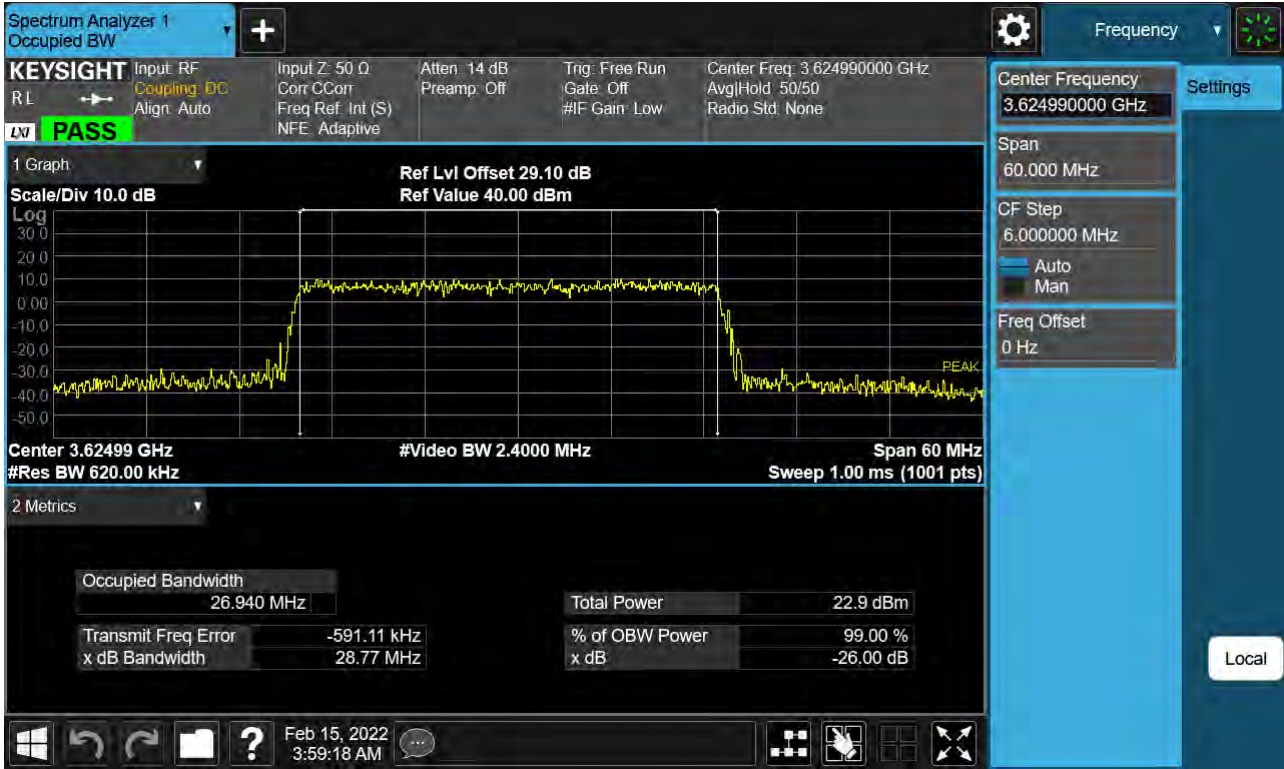 Spectrum Analyzer 1
Occupied BW
Frequency
KEYSIGHT
R L
LXI
PASS
Input: RF
Coupling: DC
Align: Auto
Input Z: 50 Ω
Corr CCorr
Freq Ref: Int (S)
NFE: Adaptive
Atten: 14 dB
Preamp: Off
Trig: Free Run
Gate: Off
#IF Gain: Low
Center Freq: 3.624990000 GHz
Avg|Hold: 50/50
Radio Std: None
Center Frequency
3.624990000 GHz
Settings
Span
60.000 MHz
CF Step
6.000000 MHz
Auto
Man
Freq Offset
0 Hz
Local
1 Graph
Scale/Div 10.0 dB
Ref Lvl Offset 29.10 dB
Ref Value 40.00 dBm
Log
30.0
20.0
10.0
0.00
-10.0
-20.0
-30.0
-40.0
-50.0
PEAK
Center 3.62499 GHz
#Video BW 2.4000 MHz
Span 60 MHz
#Res BW 620.00 kHz
Sweep 1.00 ms (1001 pts)
2 Metrics
Occupied Bandwidth
26.940 MHz
Total Power 22.9 dBm
Transmit Freq Error -591.11 kHz
% of OBW Power 99.00 %
x dB Bandwidth 28.77 MHz
x dB -26.00 dB
?
Feb 15, 2022
3:59:18 AM